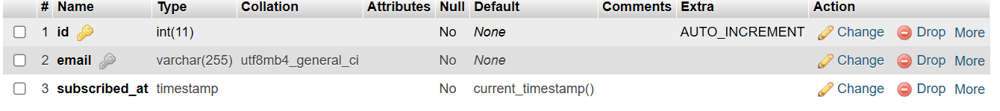 # Name Type Collation Attributes Null Default Comments Extra Action
1 id int(11) No None AUTO_INCREMENT Change Drop More
2 email varchar(255) utf8mb4_general_ci No None Change Drop More
3 subscribed_at timestamp No current_timestamp() Change Drop More